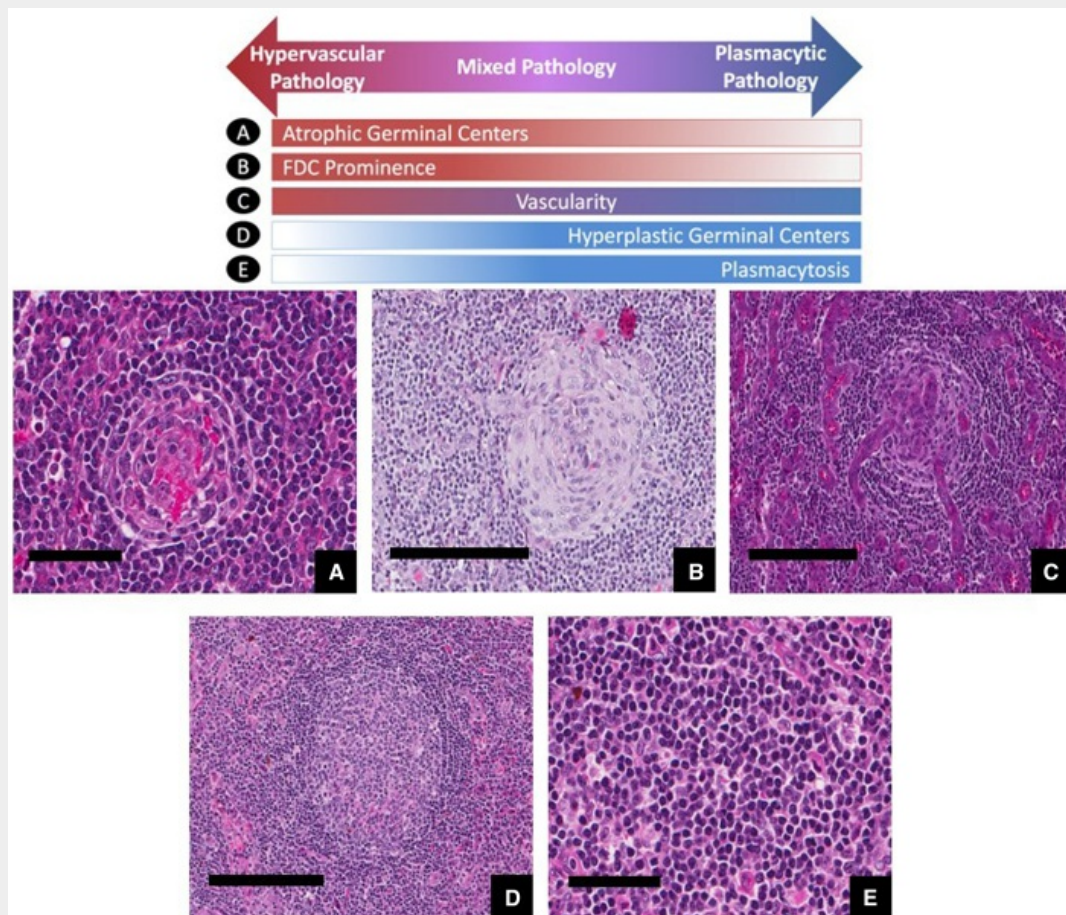 Hypervascular
Pathology
Mixed Pathology
Plasmacytic
Pathology
A Atrophic Germinal Centers
B FDC Prominence
C Vascularity
D Hyperplastic Germinal Centers
E Plasmacytosis
A
B
C
D
E